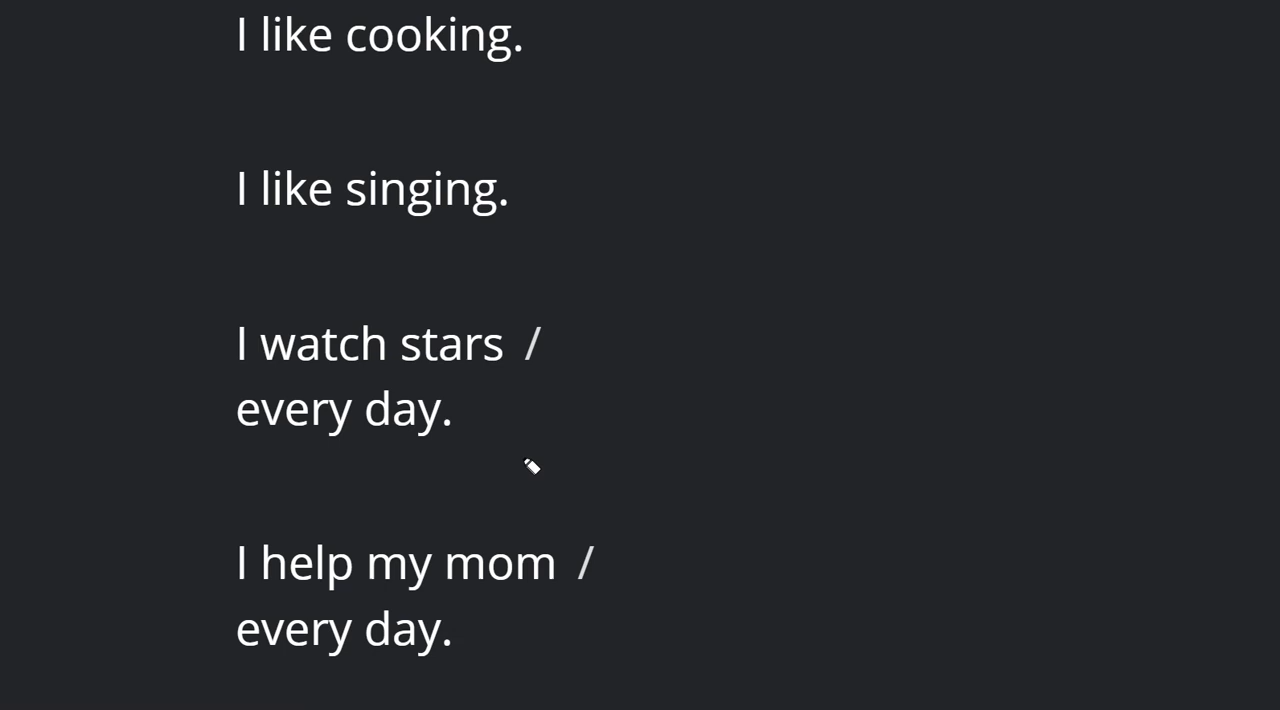 I like cooking.
I like singing.
I watch stars /
every day.
I help my mom /
every day.